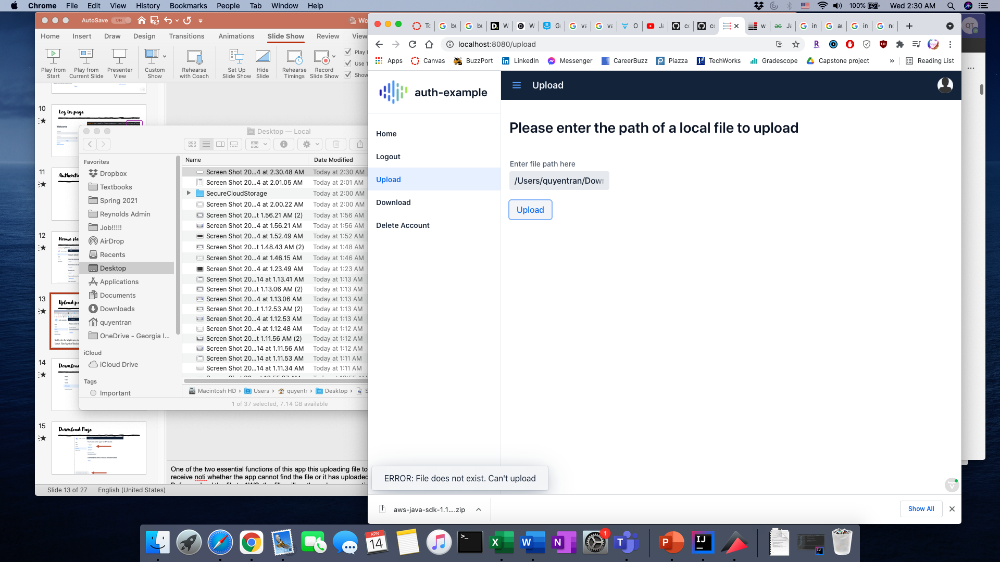 Chrome File Edit View History Bookmarks People Tab Window Help
100% Wed 2:30 AM
AutoSave ON
Home Insert Draw Design Transitions Animations Slide Show Review View
Play from Start
Play from Current Slide
Presenter View
Custom Show
Rehearse with Coach
Set Up Slide Show
Hide Slide
Rehearse Timings
Record Slide Show
Show
10
Log in page
Welcome
11
12
13
14
15
Download Page
Desktop — Local
Favorites
Dropbox
Textbooks
Spring 2021
Reynolds Admin
Job!!!!!
AirDrop
Recents
Desktop
Applications
Documents
Downloads
quyentran
OneDrive - Georgia I...
iCloud
iCloud Drive
Tags
Important
Name Date Modified
Screen Shot 20...4 at 2.30.48 AM Today at 2:30 AM
Screen Shot 20...4 at 2.01.05 AM Today at 2:01 AM
SecureCloudStorage Today at 2:00 AM
Screen Shot 20...4 at 2.00.22 AM Today at 2:00 AM
Screen Shot 20...t 1.56.21 AM (2) Today at 1:56 AM
Screen Shot 20...4 at 1.56.21 AM Today at 1:56 AM
Screen Shot 20...4 at 1.52.49 AM Today at 1:52 AM
Screen Shot 20...t 1.48.43 AM (2) Today at 1:48 AM
Screen Shot 20...4 at 1.46.15 AM Today at 1:46 AM
Screen Shot 20...4 at 1.23.49 AM Today at 1:23 AM
Screen Shot 20...14 at 1.13.41 AM Today at 1:13 AM
Screen Shot 20...t 1.13.06 AM (2) Today at 1:13 AM
Screen Shot 20...4 at 1.13.06 AM Today at 1:13 AM
Screen Shot 20...t 1.12.53 AM (2) Today at 1:13 AM
Screen Shot 20...4 at 1.12.53 AM Today at 1:13 AM
Screen Shot 20...4 at 1.12.48 AM Today at 1:12 AM
Screen Shot 20...t 1.11.56 AM (2) Today at 1:12 AM
Screen Shot 20...14 at 1.11.56 AM Today at 1:12 AM
Screen Shot 20...14 at 1.11.53 AM Today at 1:11 AM
Screen Shot 20...14 at 1.11.34 AM Today at 1:11 AM
Macintosh HD › Users › quyentr › Desktop › S
1 of 37 selected, 7.14 GB available
One of the two essential functions of this app this uploading file to
receive noti whether the app cannot find the file or it has uploaded
Slide 13 of 27 English (United States)
localhost:8080/upload
Apps Canvas BuzzPort LinkedIn Messenger CareerBuzz Piazza TechWorks Gradescope Capstone project » Reading List
QT
auth-example
Home
Logout
Upload
Download
Delete Account
Upload
Please enter the path of a local file to upload
Enter file path here
/Users/quyentran/Dow
Upload
ERROR: File does not exist. Can't upload
aws-java-sdk-1.1....zip
Show All
APR
14
1